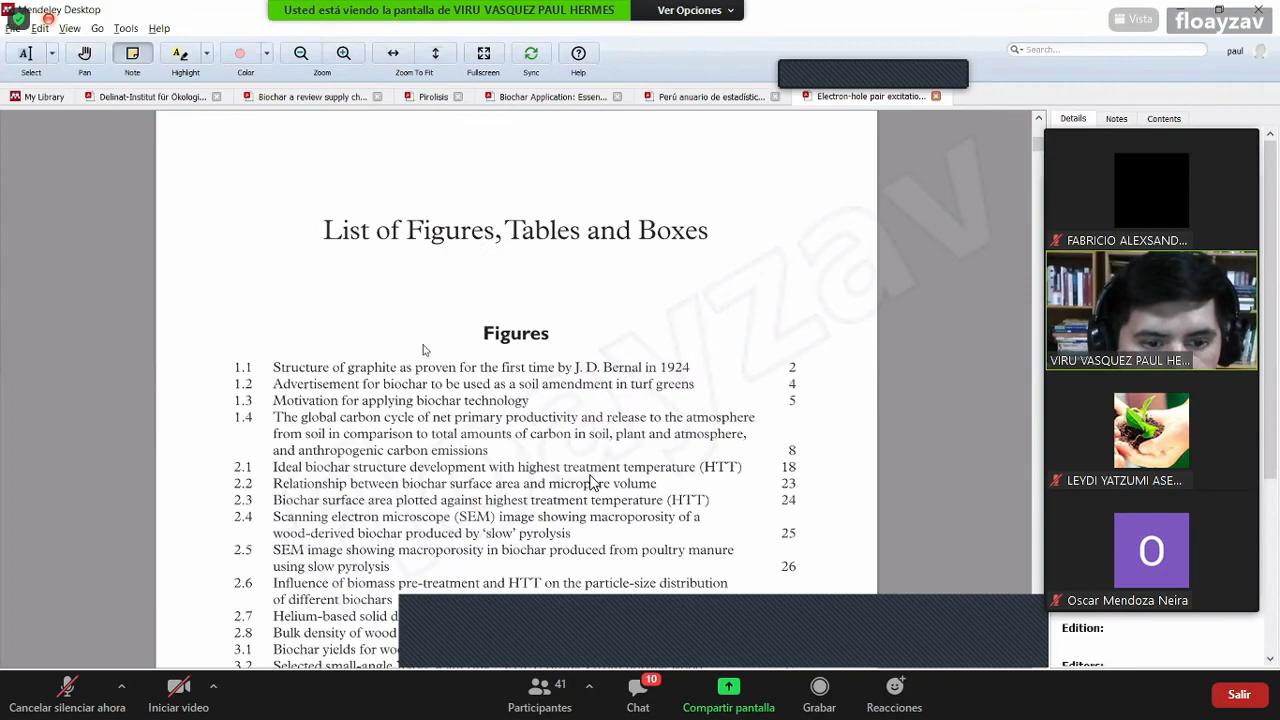 Mendeley Desktop
Usted está viendo la pantalla de VIRU VASQUEZ PAUL HERMES
Ver Opciones
Vista
floayzav
File Edit View Go Tools Help
Select
Pan
Note
Highlight
Color
Zoom
Zoom To Fit
Fullscreen
Sync
Help
Search...
paul
My Library
Delinat-Institut für Ökologi...
Biochar a review supply ch...
Pirolisis
Biochar Application: Essen...
Perú anuario de estadístic...
Electron-hole pair excitatio...
Details
Notes
Contents
List of Figures, Tables and Boxes
Figures
1.1 Structure of graphite as proven for the first time by J. D. Bernal in 1924 2
1.2 Advertisement for biochar to be used as a soil amendment in turf greens 4
1.3 Motivation for applying biochar technology 5
1.4 The global carbon cycle of net primary productivity and release to the atmosphere
from soil in comparison to total amounts of carbon in soil, plant and atmosphere,
and anthropogenic carbon emissions 8
2.1 Ideal biochar structure development with highest treatment temperature (HTT) 18
2.2 Relationship between biochar surface area and micropore volume 23
2.3 Biochar surface area plotted against highest treatment temperature (HTT) 24
2.4 Scanning electron microscope (SEM) image showing macroporosity of a
wood-derived biochar produced by ‘slow’ pyrolysis 25
2.5 SEM image showing macroporosity in biochar produced from poultry manure
using slow pyrolysis 26
2.6 Influence of biomass pre-treatment and HTT on the particle-size distribution
of different biochars
2.7 Helium-based solid d
2.8 Bulk density of wood
3.1 Biochar yields for woo
3.2 Selected small-angle
floayzav
FABRICIO ALEXSAND...
VIRU VASQUEZ PAUL HE...
LEYDI YATZUMI ASE...
O
Oscar Mendoza Neira
Edition:
Editors:
Cancelar silenciar ahora
Iniciar video
41
Participantes
10
Chat
Compartir pantalla
Grabar
Reacciones
Salir